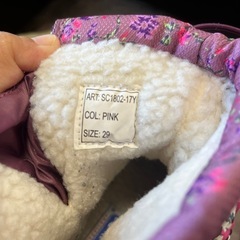 ART: SC1802-17Y
COL: PINK
SIZE: 29